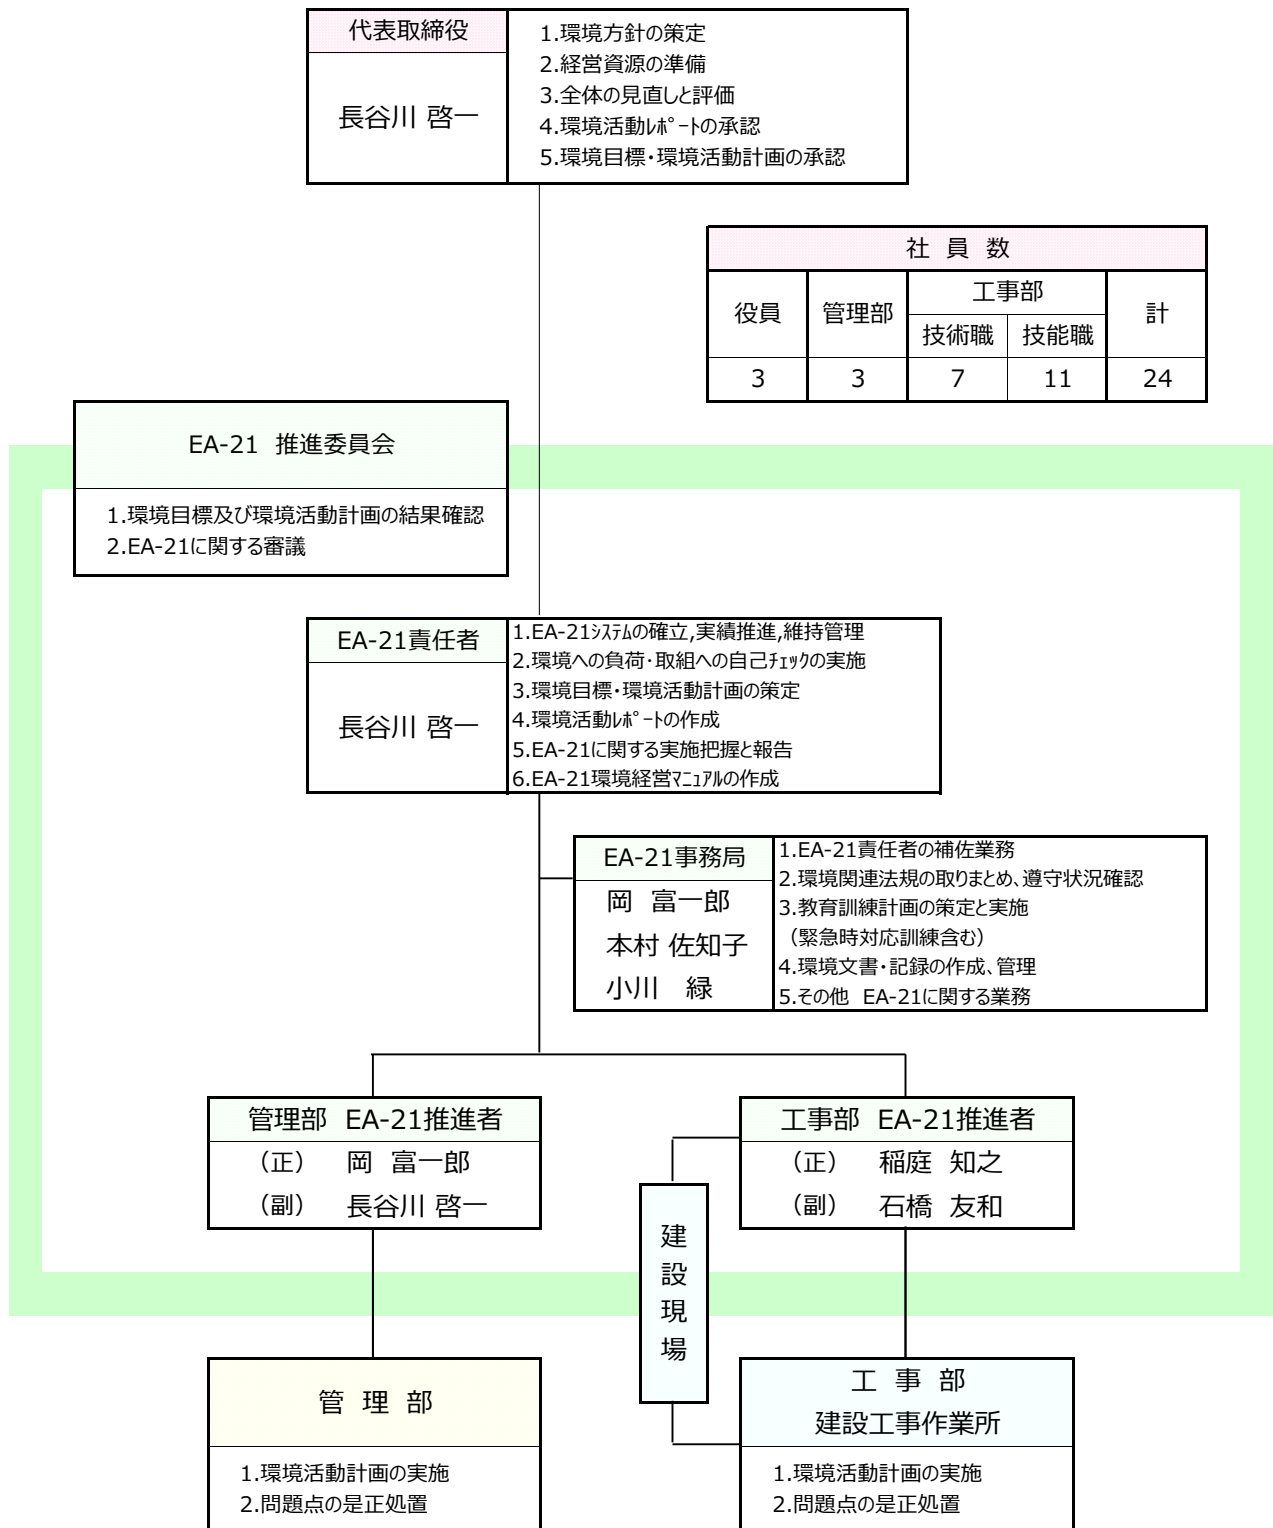 代表取締役
長谷川 啓一
1.環境方針の策定
2.経営資源の準備
3.全体の見直しと評価
4.環境活動ﾚﾎﾟｰﾄの承認
5.環境目標・環境活動計画の承認
社 員 数
役員 管理部 工事部 計
技術職 技能職
3 3 7 11 24
EA-21 推進委員会
1.環境目標及び環境活動計画の結果確認
2.EA-21に関する審議
EA-21責任者
長谷川 啓一
1.EA-21ｼｽﾃﾑの確立,実績推進,維持管理
2.環境への負荷・取組への自己ﾁｪｯｸの実施
3.環境目標・環境活動計画の策定
4.環境活動ﾚﾎﾟｰﾄの作成
5.EA-21に関する実施把握と報告
6.EA-21環境経営ﾏﾆｭｱﾙの作成
EA-21事務局
岡 富一郎
本村 佐知子
小川 緑
1.EA-21責任者の補佐業務
2.環境関連法規の取りまとめ、遵守状況確認
3.教育訓練計画の策定と実施
（緊急時対応訓練含む）
4.環境文書・記録の作成、管理
5.その他 EA-21に関する業務
管理部 EA-21推進者
（正） 岡 富一郎
（副） 長谷川 啓一
工事部 EA-21推進者
（正） 稲庭 知之
（副） 石橋 友和
建設現場
管 理 部
1.環境活動計画の実施
2.問題点の是正処置
工 事 部
建設工事作業所
1.環境活動計画の実施
2.問題点の是正処置